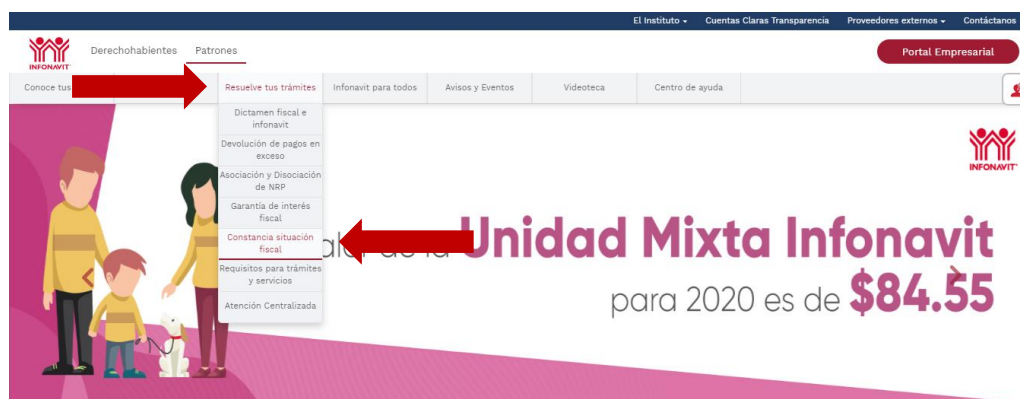 El Instituto Cuentas Claras Transparencia Proveedores externos Contáctanos
INFONAVIT
Derechohabientes Patrones
Portal Empresarial
Conoce tus Resuelve tus trámites Infonavit para todos Avisos y Eventos Videoteca Centro de ayuda
Dictamen fiscal e
infonavit
Devolución de pagos en
exceso
Asociación y Disociación
de NRP
Garantía de interés
fiscal
Constancia situación
fiscal
Requisitos para trámites
y servicios
Atención Centralizada
INFONAVIT
Unidad Mixta Infonavit
para 2020 es de $84.55